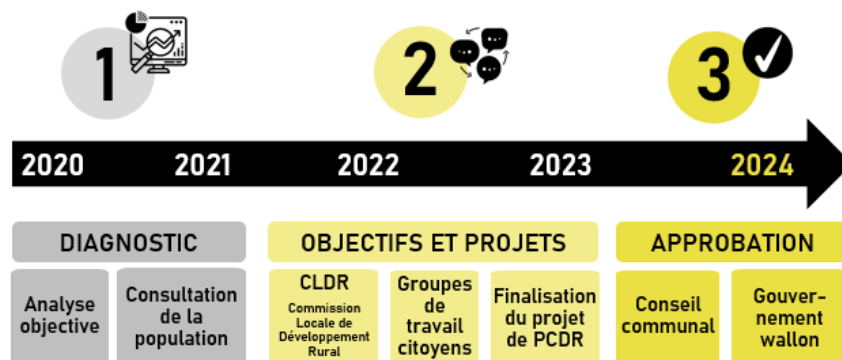 1
2
3
2020 2021 2022 2023 2024
DIAGNOSTIC
OBJECTIFS ET PROJETS
APPROBATION
Analyse
objective
Consultation
de la
population
CLDR
Commission
Locale de
Développement
Rural
Groupes
de
travail
citoyens
Finalisation
du projet
de PCDR
Conseil
communal
Gouver-
nement
wallon